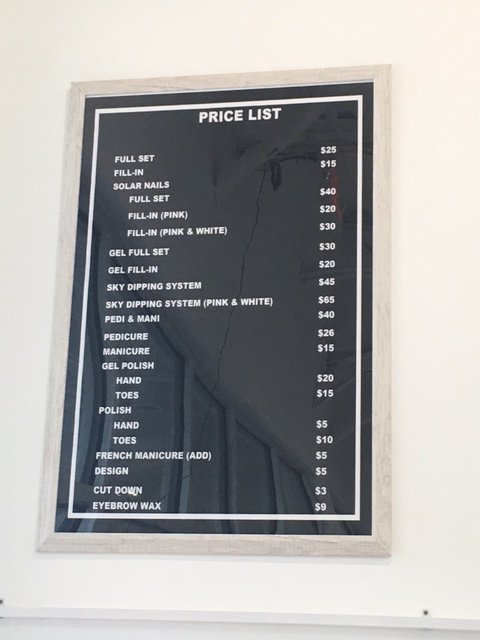 PRICE LIST
FULL SET $25
FILL-IN $15
SOLAR NAILS
FULL SET $40
FILL-IN (PINK) $20
FILL-IN (PINK & WHITE) $30
GEL FULL SET $30
GEL FILL-IN $20
SKY DIPPING SYSTEM $45
SKY DIPPING SYSTEM (PINK & WHITE) $65
PEDI & MANI $40
PEDICURE $26
MANICURE $15
GEL POLISH
HAND $20
TOES $15
POLISH
HAND $5
TOES $10
FRENCH MANICURE (ADD) $5
DESIGN $5
CUT DOWN $3
EYEBROW WAX $9